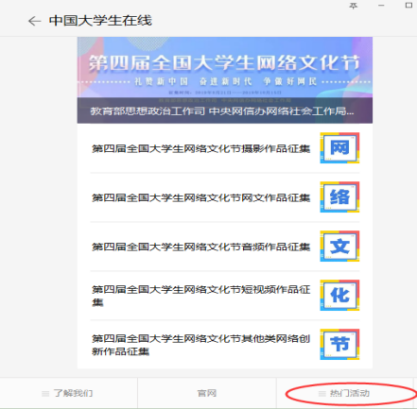 中国大学生在线
第四届全国大学生网络文化节
礼赞新中国 奋进新时代 争做好网民
教育部思想政治工作司 中央网信办网络社会工作局...
第四届全国大学生网络文化节摄影作品征集
网
第四届全国大学生网络文化节网文作品征集
络
第四届全国大学生网络文化节音频作品征集
文
第四届全国大学生网络文化节短视频作品征
集
化
第四届全国大学生网络文化节其他类网络创
新作品征集
节
了解我们
官网
热门活动